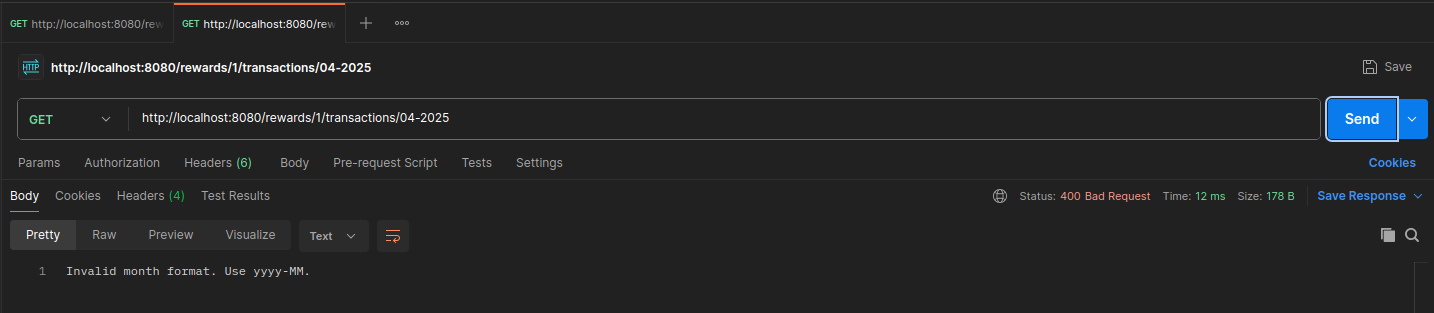 GET http://localhost:8080/rew GET http://localhost:8080/rew
HTTP http://localhost:8080/rewards/1/transactions/04-2025 Save
GET http://localhost:8080/rewards/1/transactions/04-2025 Send
Params Authorization Headers (6) Body Pre-request Script Tests Settings Cookies
Body Cookies Headers (4) Test Results Status: 400 Bad Request Time: 12 ms Size: 178 B Save Response
Pretty Raw Preview Visualize Text
1 Invalid month format. Use yyyy-MM.